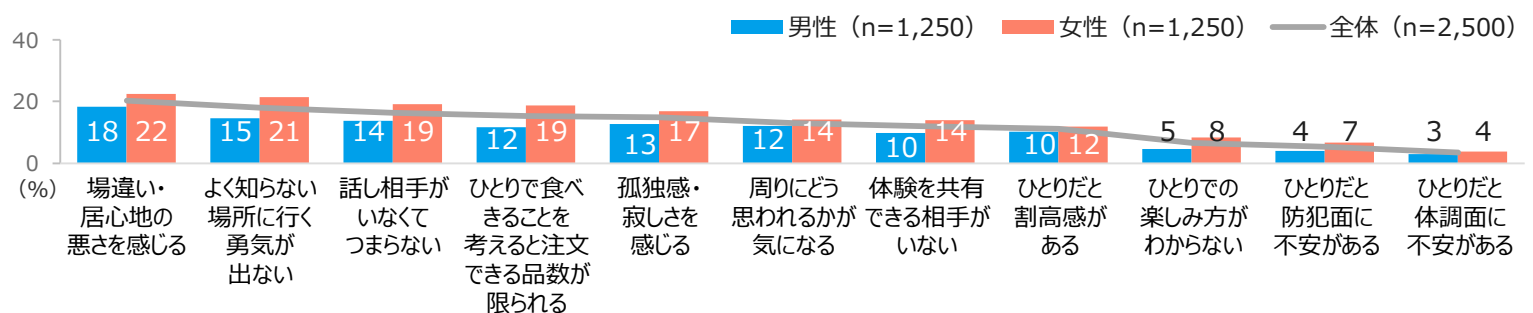 男性（n=1,250） 女性（n=1,250） 全体（n=2,500）
40
20
0
（%）
18 22 15 21 14 19 12 19 13 17 12 14 10 14 10 12 5 8 4 7 3 4
場違い・
居心地の
悪さを感じる
よく知らない
場所に行く
勇気が
出ない
話し相手が
いなくて
つまらない
ひとりで食べ
きることを
考えると注文
できる品数が
限られる
孤独感・
寂しさを
感じる
周りにどう
思われるかが
気になる
体験を共有
できる相手が
いない
ひとりだと
割高感が
ある
ひとりでの
楽しみ方が
わからない
ひとりだと
防犯面に
不安がある
ひとりだと
体調面に
不安がある